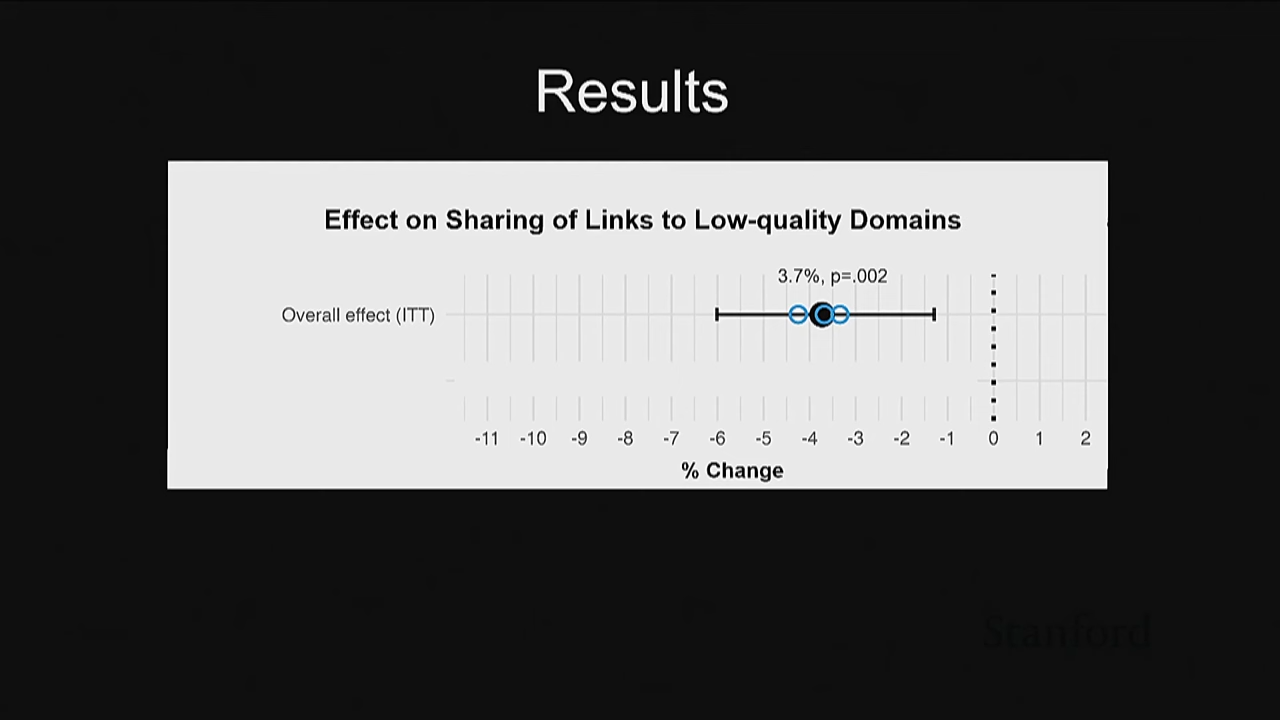 Results
Effect on Sharing of Links to Low-quality Domains
3.7%, p=.002
Overall effect (ITT)
-11 -10 -9 -8 -7 -6 -5 -4 -3 -2 -1 0 1 2
% Change
Stanford